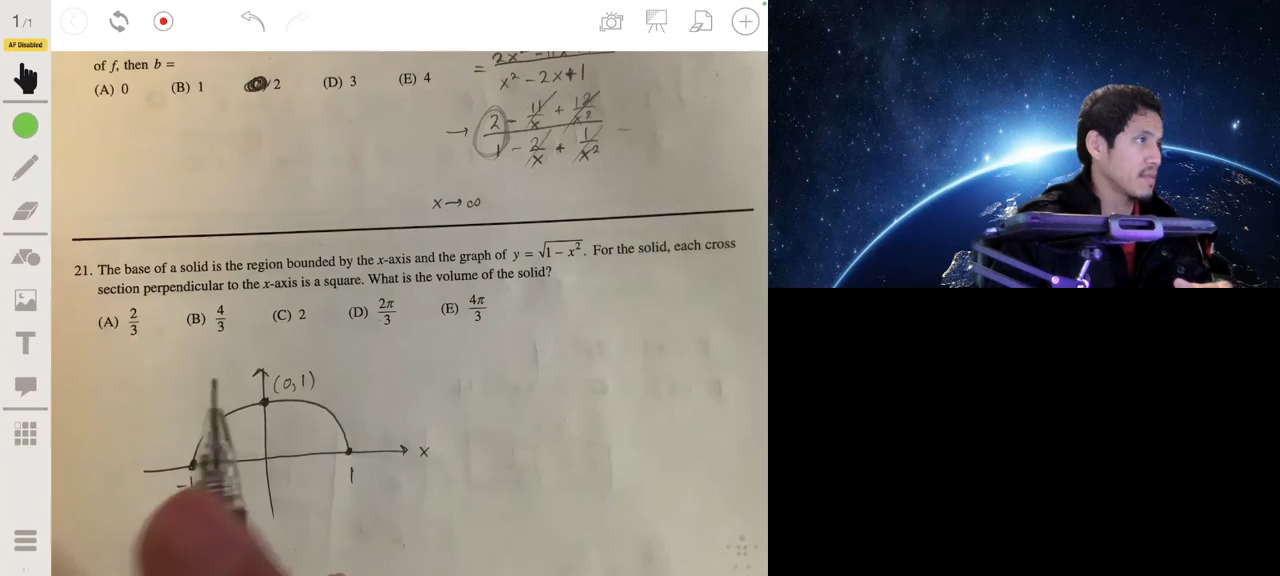 1/1
AF Disabled
of f, then b =
(A) 0 (B) 1 2 (D) 3 (E) 4
= x² - 2x + 1
→ 2 - 11/x + 12/x²
1 - 2/x + 1/x²
x → ∞
21. The base of a solid is the region bounded by the x-axis and the graph of y = √1 − x². For the solid, each cross
section perpendicular to the x-axis is a square. What is the volume of the solid?
(A) 2/3 (B) 4/3 (C) 2 (D) 2π/3 (E) 4π/3
(0,1)
x
1
T